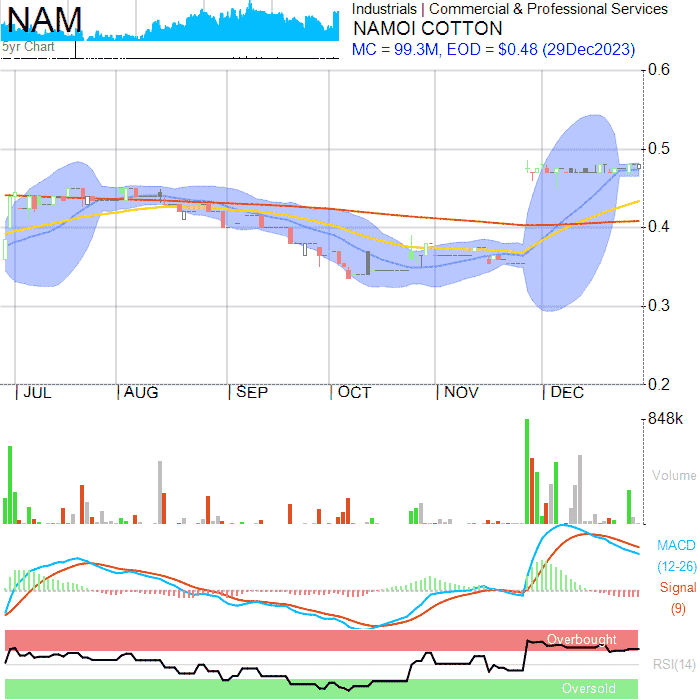 NAM
5yr Chart
Industrials | Commercial & Professional Services
NAMOI COTTON
MC = 99.3M, EOD = $0.48 (29Dec2023)
0.6
0.5
0.4
0.3
0.2
JUL AUG SEP OCT NOV DEC
848k
Volume
MACD
(12-26)
Signal
(9)
Overbought
RSI(14)
Oversold